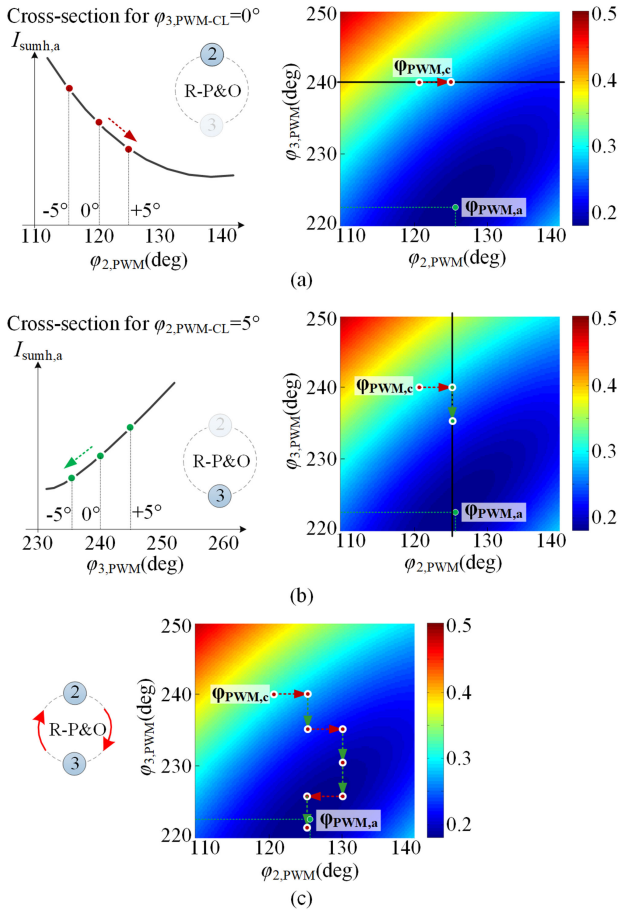 Cross-section for φ3,PWM-CL=0°
Isumh,a
2
R-P&O
3
-5° 0° +5°
110 120 130 140
φ2,PWM(deg)
250
240
230
220
φ3,PWM(deg)
φPWM,c
φPWM,a
110 120 130 140
φ2,PWM(deg)
0.5
0.4
0.3
0.2
(a)
Cross-section for φ2,PWM-CL=5°
Isumh,a
2
R-P&O
3
-5° 0° +5°
230 240 250 260
φ3,PWM(deg)
250
240
230
220
φ3,PWM(deg)
φPWM,c
φPWM,a
110 120 130 140
φ2,PWM(deg)
0.5
0.4
0.3
0.2
(b)
2
R-P&O
3
250
240
230
220
φ3,PWM(deg)
φPWM,c
φPWM,a
110 120 130 140
φ2,PWM(deg)
0.5
0.4
0.3
0.2
(c)